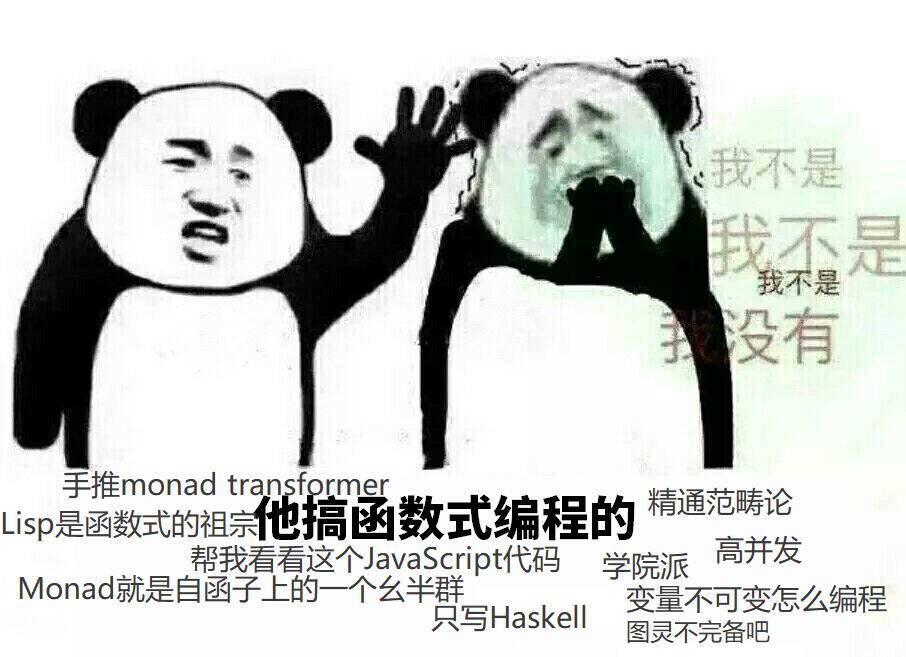 我不是
我不是
我不是
我没有
手推monad transformer
他搞函数式编程的
精通范畴论
Lisp是函数式的祖宗
帮我看看这个JavaScript代码
学院派
高并发
Monad就是自函子上的一个幺半群
只写Haskell
变量不可变怎么编程
图灵不完备吧